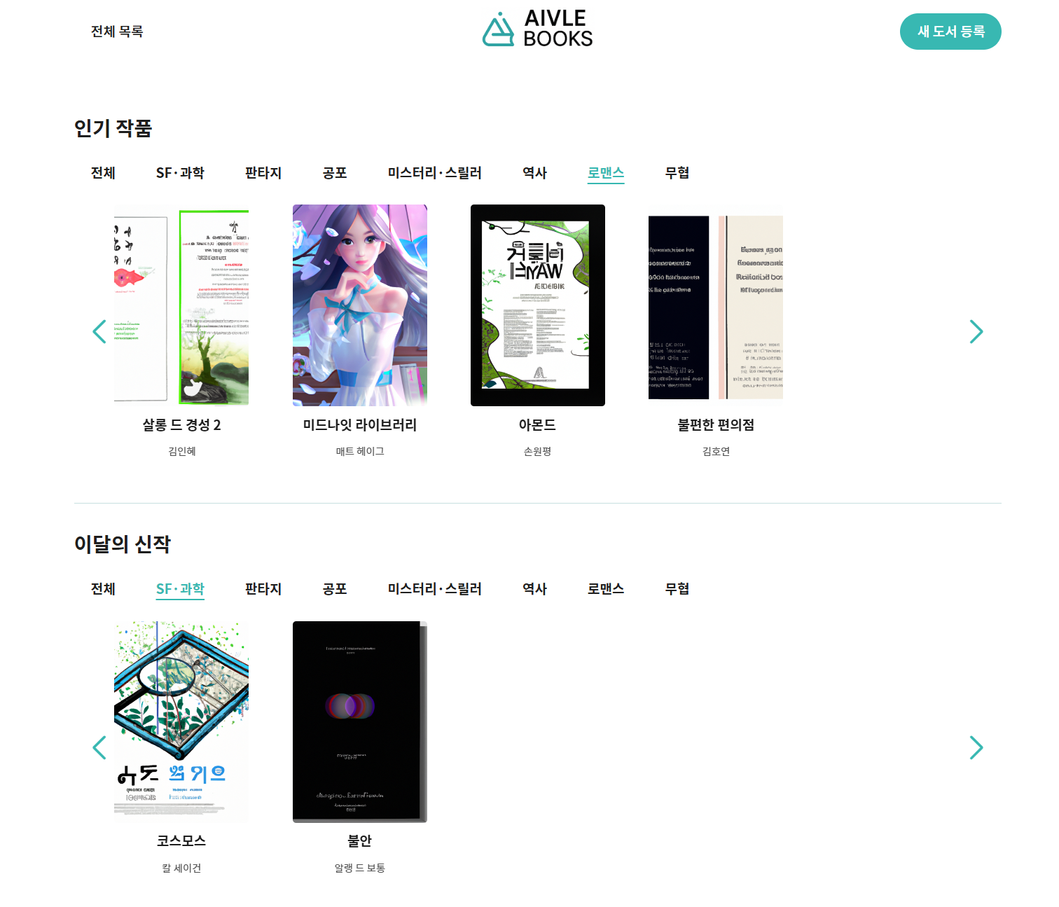 전체 목록
AIVLE
BOOKS
새 도서 등록
인기 작품
전체 SF·과학 판타지 공포 미스터리·스릴러 역사 로맨스 무협
살롱 드 경성 2 미드나잇 라이브러리 아몬드 불편한 편의점
김인혜 매트 헤이그 손원평 김호연
이달의 신작
전체 SF·과학 판타지 공포 미스터리·스릴러 역사 로맨스 무협
코스모스 불안
칼 세이건 알랭 드 보통